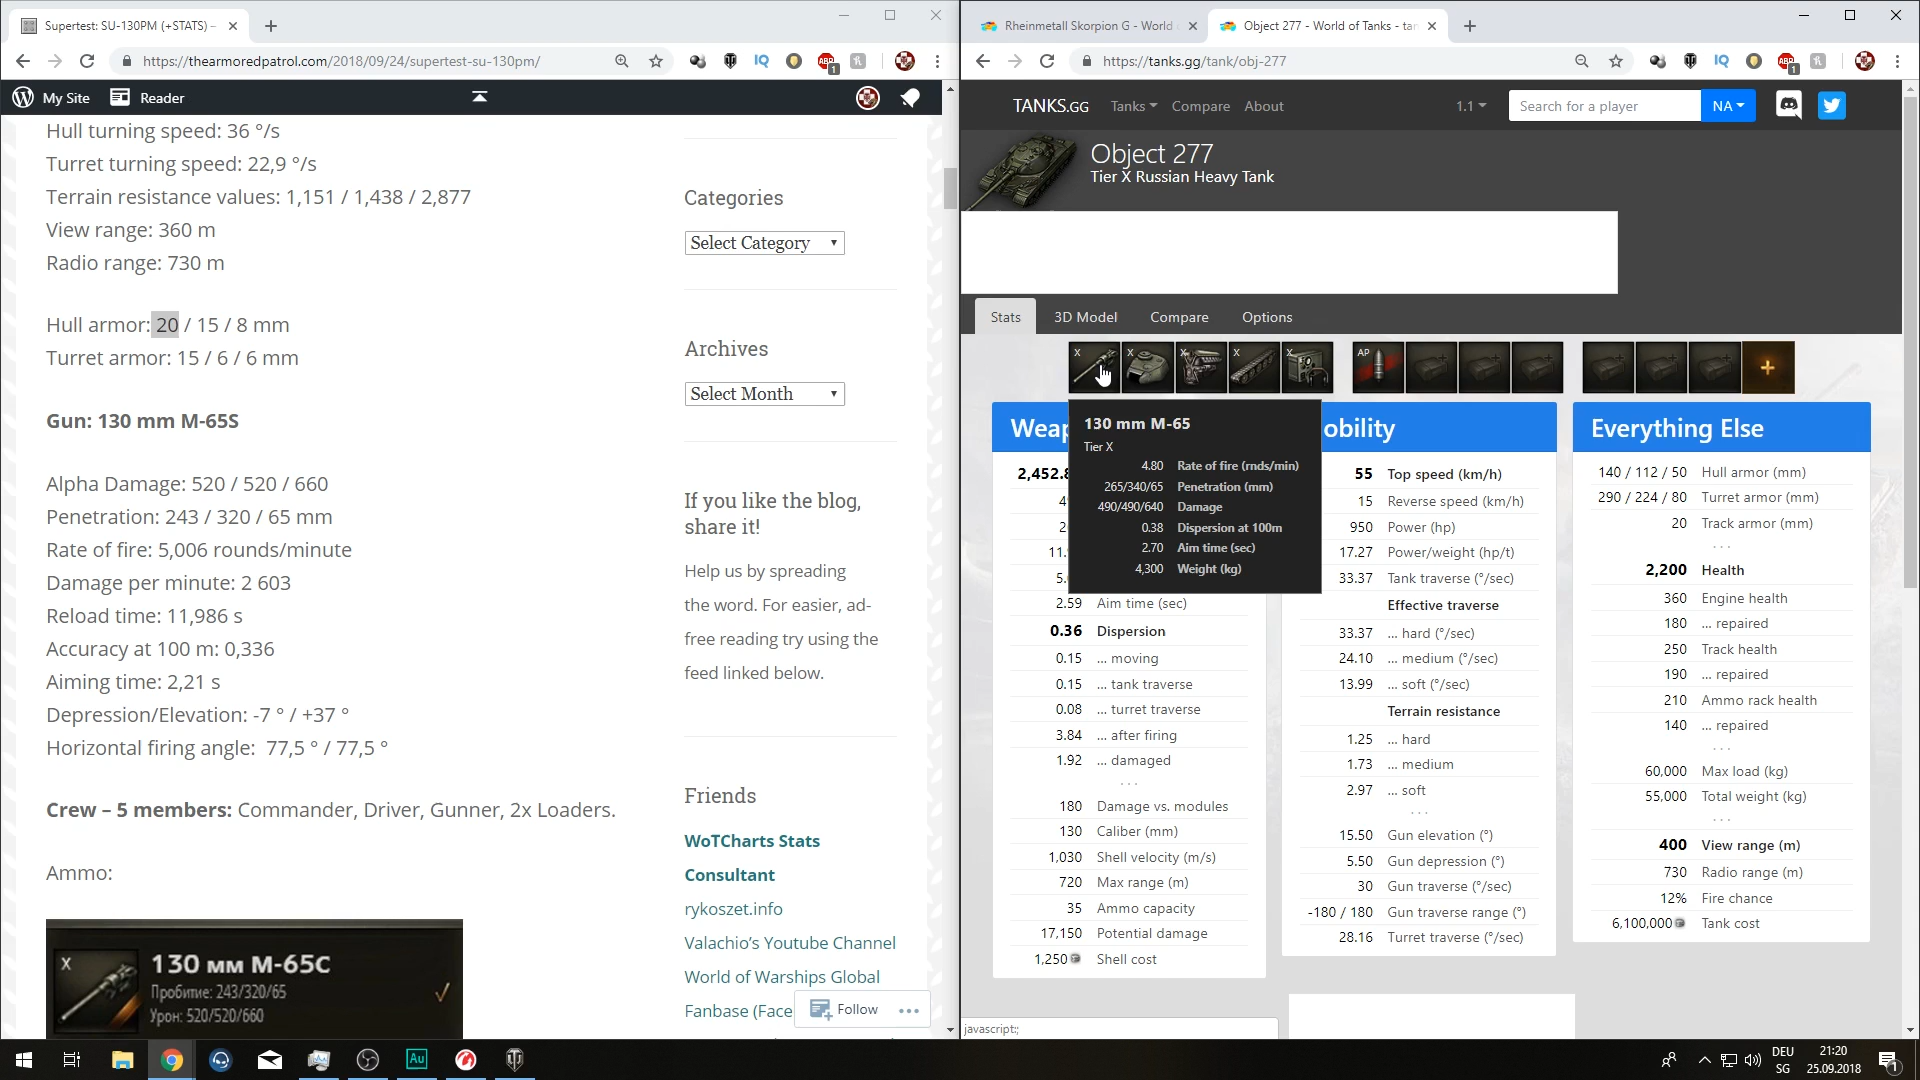 Supertest: SU-130PM (+STATS) –
https://thearmoredpatrol.com/2018/09/24/supertest-su-130pm/
My Site
Reader
Hull turning speed: 36 °/s
Turret turning speed: 22,9 °/s
Terrain resistance values: 1,151 / 1,438 / 2,877
View range: 360 m
Radio range: 730 m
Hull armor: 20 / 15 / 8 mm
Turret armor: 15 / 6 / 6 mm
Gun: 130 mm M-65S
Alpha Damage: 520 / 520 / 660
Penetration: 243 / 320 / 65 mm
Rate of fire: 5,006 rounds/minute
Damage per minute: 2 603
Reload time: 11,986 s
Accuracy at 100 m: 0,336
Aiming time: 2,21 s
Depression/Elevation: -7 ° / +37 °
Horizontal firing angle: 77,5 ° / 77,5 °
Crew – 5 members: Commander, Driver, Gunner, 2x Loaders.
Ammo:
X
130 мм М-65С
Пробитие: 243/320/65
Урон: 520/520/660
Categories
Select Category
Archives
Select Month
If you like the blog,
share it!
Help us by spreading
the word. For easier, ad-
free reading try using the
feed linked below.
Friends
WoTCharts Stats
Consultant
rykoszet.info
Valachio’s Youtube Channel
World of Warships Global
Fanbase (Face
Follow
Rheinmetall Skorpion G - World
Object 277 - World of Tanks - tan
https://tanks.gg/tank/obj-277
IQ
ABP
1
IQ
ABP
1
TANKS.GG
Tanks
Compare
About
1.1
Search for a player
NA
Object 277
Tier X Russian Heavy Tank
Stats
3D Model
Compare
Options
X
X
X
X
X
AP
130 mm M-65
Tier X
4.80 Rate of fire (rnds/min)
265/340/65 Penetration (mm)
490/490/640 Damage
0.38 Dispersion at 100m
2.70 Aim time (sec)
4,300 Weight (kg)
Weap
2,452.8
2.59 Aim time (sec)
0.36 Dispersion
0.15 ... moving
0.15 ... tank traverse
0.08 ... turret traverse
3.84 ... after firing
1.92 ... damaged
...
180 Damage vs. modules
130 Caliber (mm)
1,030 Shell velocity (m/s)
720 Max range (m)
35 Ammo capacity
17,150 Potential damage
1,250 Shell cost
obility
55 Top speed (km/h)
15 Reverse speed (km/h)
950 Power (hp)
17.27 Power/weight (hp/t)
33.37 Tank traverse (°/sec)
Effective traverse
33.37 ... hard (°/sec)
24.10 ... medium (°/sec)
13.99 ... soft (°/sec)
Terrain resistance
1.25 ... hard
1.73 ... medium
2.97 ... soft
...
15.50 Gun elevation (°)
5.50 Gun depression (°)
30 Gun traverse (°/sec)
-180 / 180 Gun traverse range (°)
28.16 Turret traverse (°/sec)
Everything Else
140 / 112 / 50 Hull armor (mm)
290 / 224 / 80 Turret armor (mm)
20 Track armor (mm)
...
2,200 Health
360 Engine health
180 ... repaired
250 Track health
190 ... repaired
210 Ammo rack health
140 ... repaired
...
60,000 Max load (kg)
55,000 Total weight (kg)
...
400 View range (m)
730 Radio range (m)
12% Fire chance
6,100,000 Tank cost
javascript:;
Au
DEU
SG
21:20
25.09.2018
1